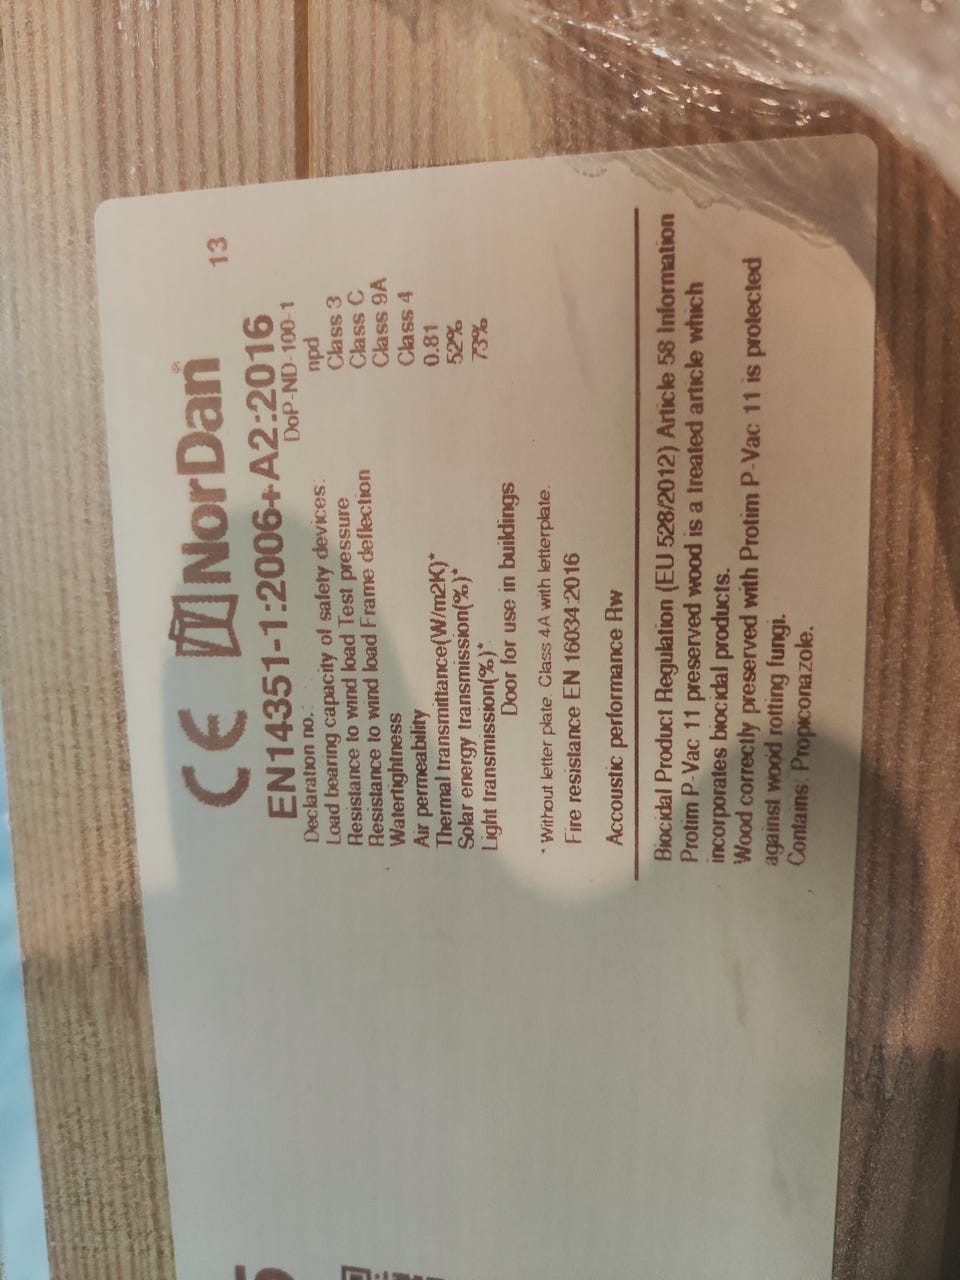 CE NorDan® 13
EN14351-1:2006+A2:2016
Declaration no.: DoP-ND-100-1
Load bearing capacity of safety devices: npd
Resistance to wind load Test pressure Class 3
Resistance to wind load Frame deflection Class C
Watertightness Class 9A
Air permeability Class 4
Thermal transmittance(W/m2K)* 0.81
Solar energy transmission(%)* 52%
Light transmission(%)* 73%
Door for use in buildings
* Without letter plate. Class 4A with letterplate.
Fire resistance EN 16034:2016
Accoustic performance Rw
Biocidal Product Regulation (EU 528/2012) Article 58 Information
Protim P-Vac 11 preserved wood is a treated article which
incorporates biocidal products.
Wood correctly preserved with Protim P-Vac 11 is protected
against wood rotting fungi.
Contains: Propiconazole.